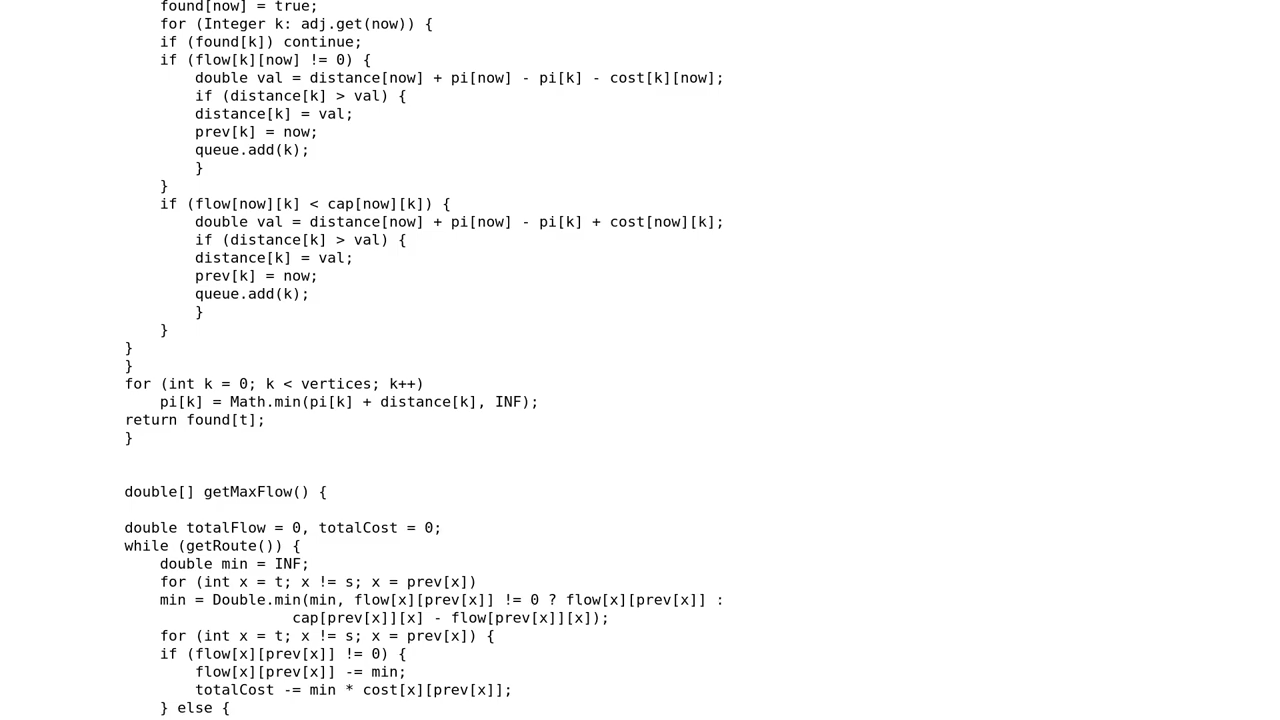 found[now] = true;
for (Integer k: adj.get(now)) {
if (found[k]) continue;
if (flow[k][now] != 0) {
double val = distance[now] + pi[now] - pi[k] - cost[k][now];
if (distance[k] > val) {
distance[k] = val;
prev[k] = now;
queue.add(k);
}
}
if (flow[now][k] < cap[now][k]) {
double val = distance[now] + pi[now] - pi[k] + cost[now][k];
if (distance[k] > val) {
distance[k] = val;
prev[k] = now;
queue.add(k);
}
}
}
}
for (int k = 0; k < vertices; k++)
pi[k] = Math.min(pi[k] + distance[k], INF);
return found[t];
}
double[] getMaxFlow() {
double totalFlow = 0, totalCost = 0;
while (getRoute()) {
double min = INF;
for (int x = t; x != s; x = prev[x])
min = Double.min(min, flow[x][prev[x]] != 0 ? flow[x][prev[x]] :
cap[prev[x]][x] - flow[prev[x]][x]);
for (int x = t; x != s; x = prev[x]) {
if (flow[x][prev[x]] != 0) {
flow[x][prev[x]] -= min;
totalCost -= min * cost[x][prev[x]];
} else {